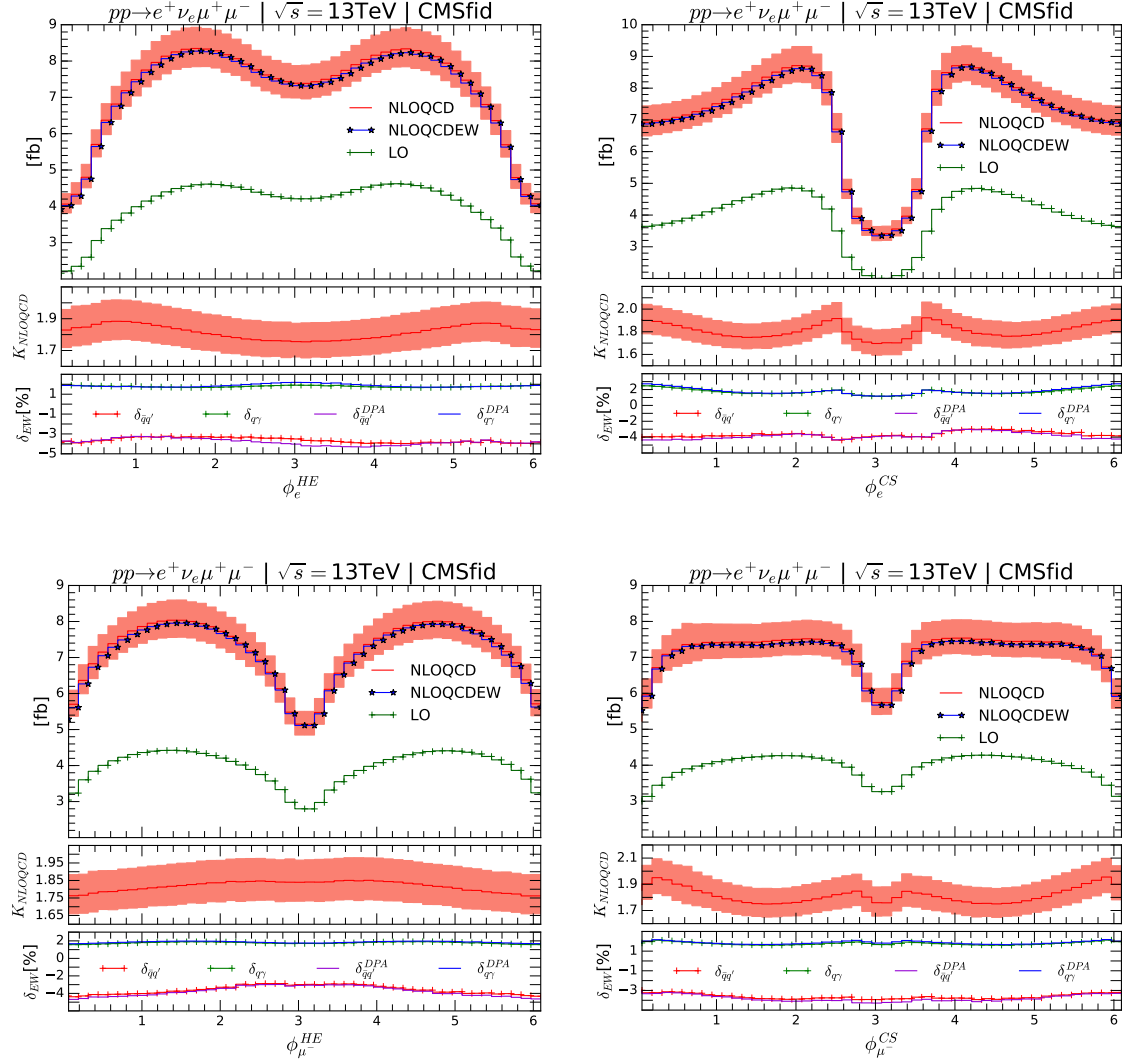 pp→e⁺ν_eμ⁺μ⁻ | √s = 13TeV | CMSfid
9
8
7
6
5
4
3
[fb]
NLOQCD
NLOQCDEW
LO
1.9
1.7
K_NLOQCD
2
1
−1
−3
−5
δ_EW[%]
δ_q̄q′ δ_qγ δ_q̄q′^DPA δ_qγ^DPA
1 2 3 4 5 6
ϕ_e^HE
pp→e⁺ν_eμ⁺μ⁻ | √s = 13TeV | CMSfid
10
9
8
7
6
5
4
3
[fb]
NLOQCD
NLOQCDEW
LO
2.0
1.8
1.6
K_NLOQCD
2
0
−2
−4
δ_EW[%]
δ_q̄q′ δ_qγ δ_q̄q′^DPA δ_qγ^DPA
1 2 3 4 5 6
ϕ_e^CS
pp→e⁺ν_eμ⁺μ⁻ | √s = 13TeV | CMSfid
9
8
7
6
5
4
3
[fb]
NLOQCD
NLOQCDEW
LO
1.95
1.85
1.75
1.65
K_NLOQCD
2
0
−2
−4
δ_EW[%]
δ_q̄q′ δ_qγ δ_q̄q′^DPA δ_qγ^DPA
1 2 3 4 5 6
ϕ_μ⁻^HE
pp→e⁺ν_eμ⁺μ⁻ | √s = 13TeV | CMSfid
9
8
7
6
5
4
3
[fb]
NLOQCD
NLOQCDEW
LO
2.1
1.9
1.7
K_NLOQCD
1
−1
−3
δ_EW[%]
δ_q̄q′ δ_qγ δ_q̄q′^DPA δ_qγ^DPA
1 2 3 4 5 6
ϕ_μ⁻^CS